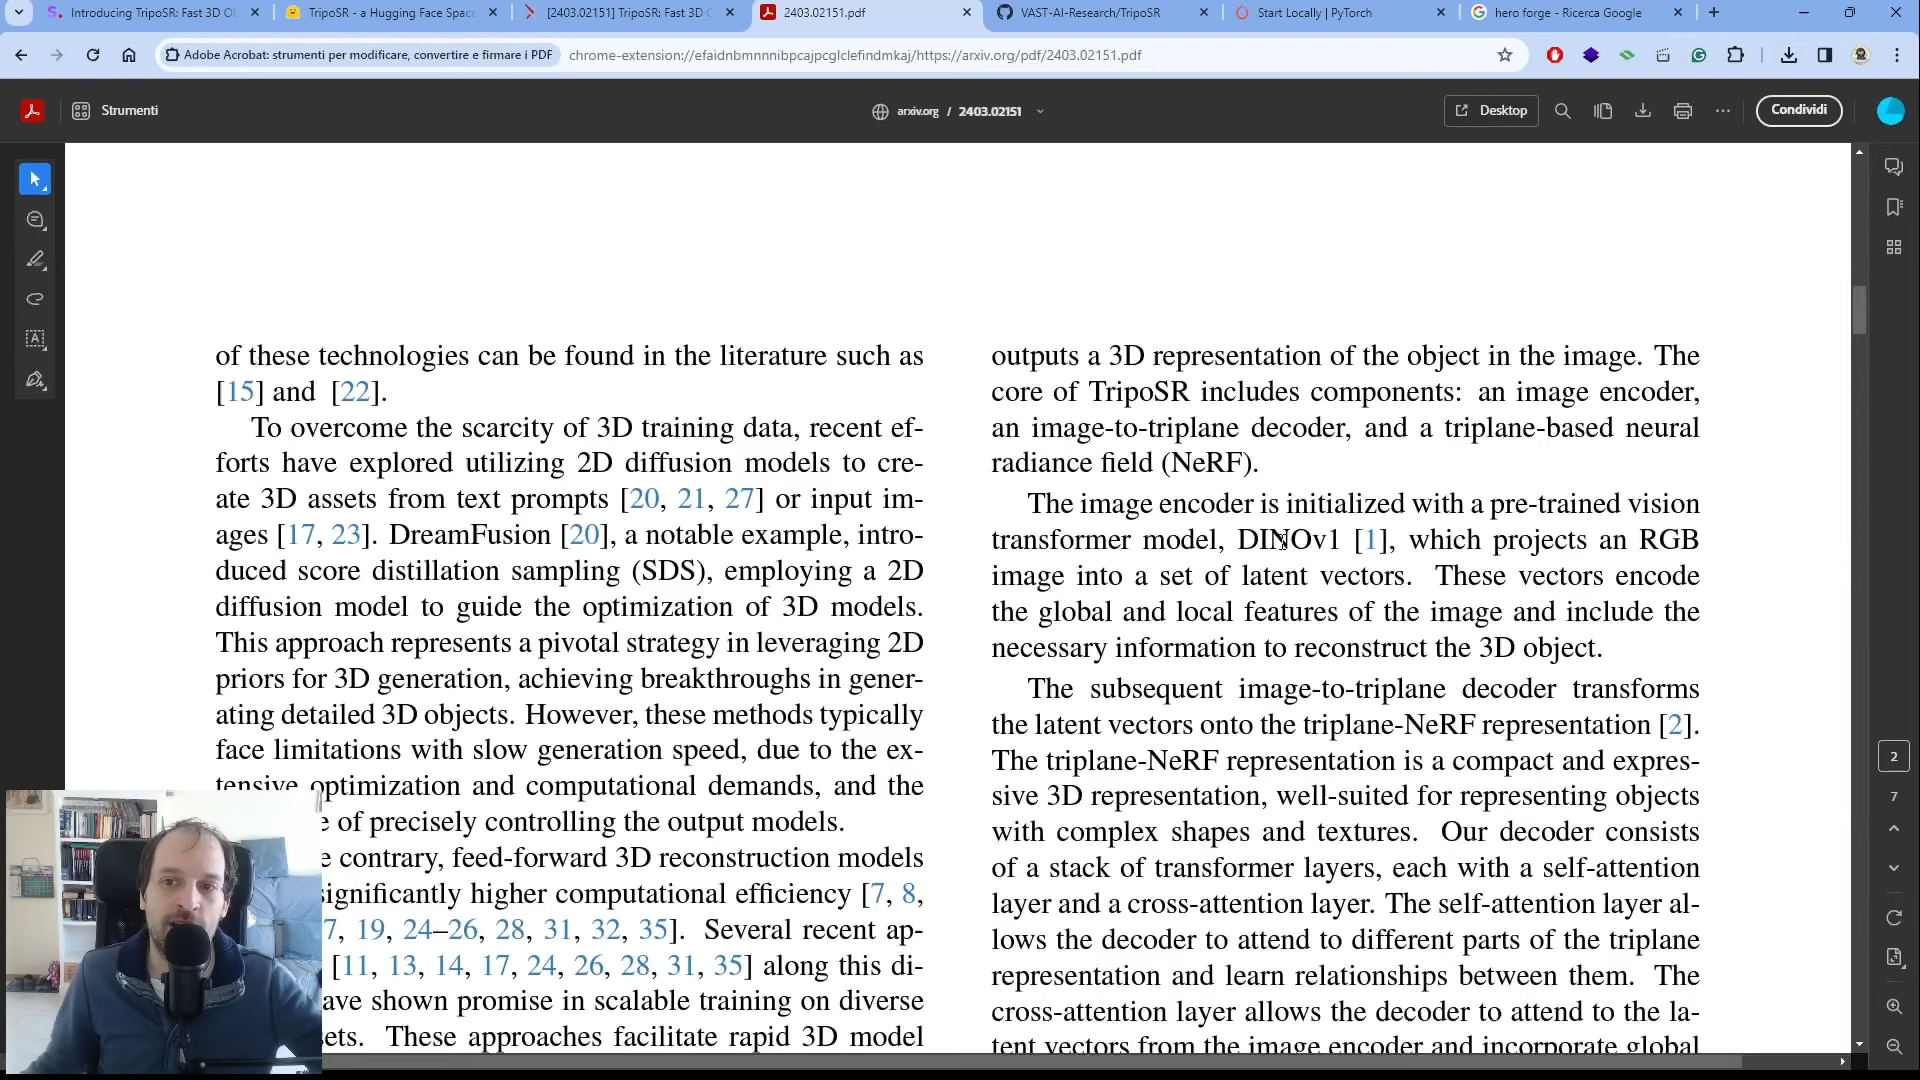 Introducing TripoSR: Fast 3D Ob
TripoSR - a Hugging Face Space
[2403.02151] TripoSR: Fast 3D O
2403.02151.pdf
VAST-AI-Research/TripoSR
Start Locally | PyTorch
hero forge - Ricerca Google
Adobe Acrobat: strumenti per modificare, convertire e firmare i PDF
chrome-extension://efaidnbmnnnibpcajpcglclefindmkaj/https://arxiv.org/pdf/2403.02151.pdf
Strumenti
arxiv.org / 2403.02151
Desktop
Condividi
of these technologies can be found in the literature such as
[15] and [22].
To overcome the scarcity of 3D training data, recent ef-
forts have explored utilizing 2D diffusion models to cre-
ate 3D assets from text prompts [20, 21, 27] or input im-
ages [17, 23]. DreamFusion [20], a notable example, intro-
duced score distillation sampling (SDS), employing a 2D
diffusion model to guide the optimization of 3D models.
This approach represents a pivotal strategy in leveraging 2D
priors for 3D generation, achieving breakthroughs in gener-
ating detailed 3D objects. However, these methods typically
face limitations with slow generation speed, due to the ex-
tensive optimization and computational demands, and the
e of precisely controlling the output models.
e contrary, feed-forward 3D reconstruction models
significantly higher computational efficiency [7, 8,
7, 19, 24–26, 28, 31, 32, 35]. Several recent ap-
[11, 13, 14, 17, 24, 26, 28, 31, 35] along this di-
ave shown promise in scalable training on diverse
sets. These approaches facilitate rapid 3D model
outputs a 3D representation of the object in the image. The
core of TripoSR includes components: an image encoder,
an image-to-triplane decoder, and a triplane-based neural
radiance field (NeRF).
The image encoder is initialized with a pre-trained vision
transformer model, DINOv1 [1], which projects an RGB
image into a set of latent vectors. These vectors encode
the global and local features of the image and include the
necessary information to reconstruct the 3D object.
The subsequent image-to-triplane decoder transforms
the latent vectors onto the triplane-NeRF representation [2].
The triplane-NeRF representation is a compact and expres-
sive 3D representation, well-suited for representing objects
with complex shapes and textures. Our decoder consists
of a stack of transformer layers, each with a self-attention
layer and a cross-attention layer. The self-attention layer al-
lows the decoder to attend to different parts of the triplane
representation and learn relationships between them. The
cross-attention layer allows the decoder to attend to the la-
tent vectors from the image encoder and incorporate global
2
7